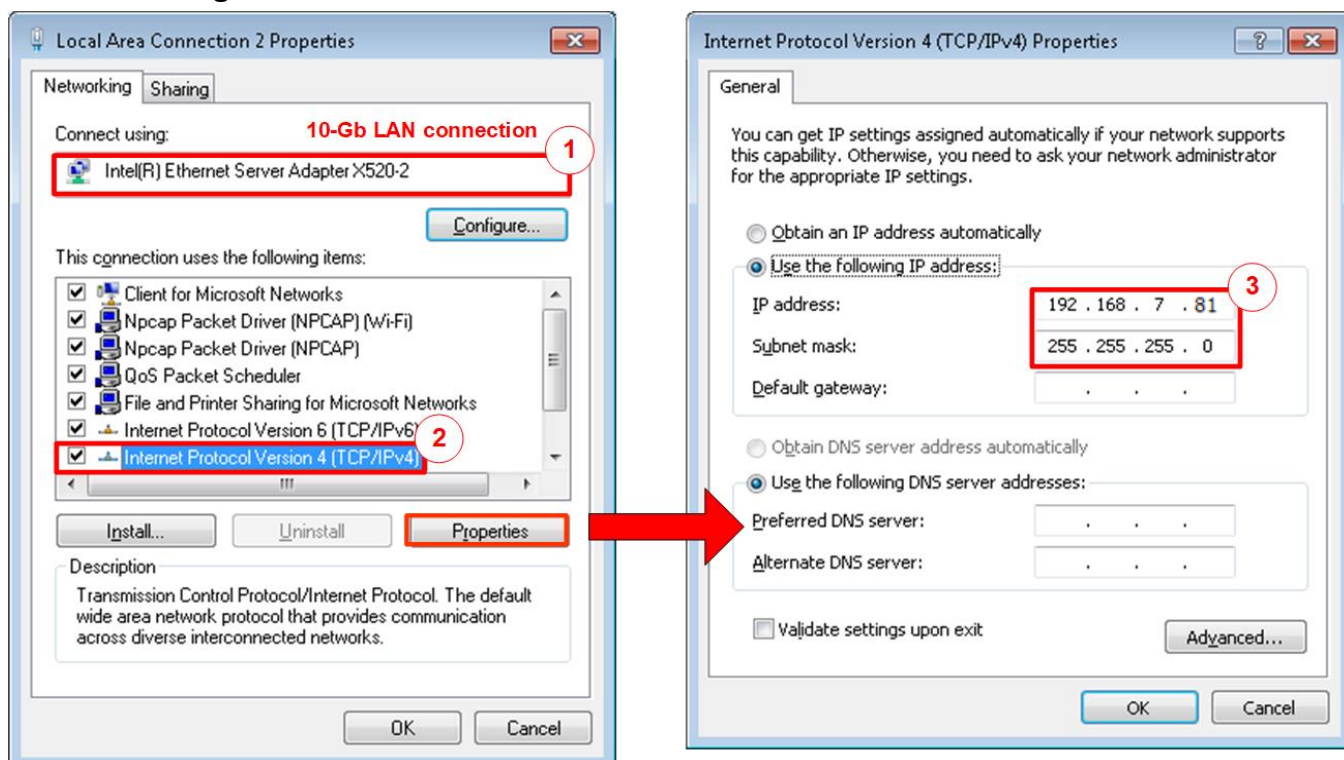 Local Area Connection 2 Properties
Networking
Sharing
Connect using:
10-Gb LAN connection
1
Intel(R) Ethernet Server Adapter X520-2
Configure...
This connection uses the following items:
Client for Microsoft Networks
Npcap Packet Driver (NPCAP) (Wi-Fi)
Npcap Packet Driver (NPCAP)
QoS Packet Scheduler
File and Printer Sharing for Microsoft Networks
Internet Protocol Version 6 (TCP/IPv6)
2
Internet Protocol Version 4 (TCP/IPv4)
Install...
Uninstall
Properties
Description
Transmission Control Protocol/Internet Protocol. The default
wide area network protocol that provides communication
across diverse interconnected networks.
OK
Cancel
Internet Protocol Version 4 (TCP/IPv4) Properties
General
You can get IP settings assigned automatically if your network supports
this capability. Otherwise, you need to ask your network administrator
for the appropriate IP settings.
Obtain an IP address automatically
Use the following IP address:
3
IP address:
192 . 168 . 7 . 81
Subnet mask:
255 . 255 . 255 . 0
Default gateway:
. . .
Obtain DNS server address automatically
Use the following DNS server addresses:
Preferred DNS server:
. . .
Alternate DNS server:
. . .
Validate settings upon exit
Advanced...
OK
Cancel